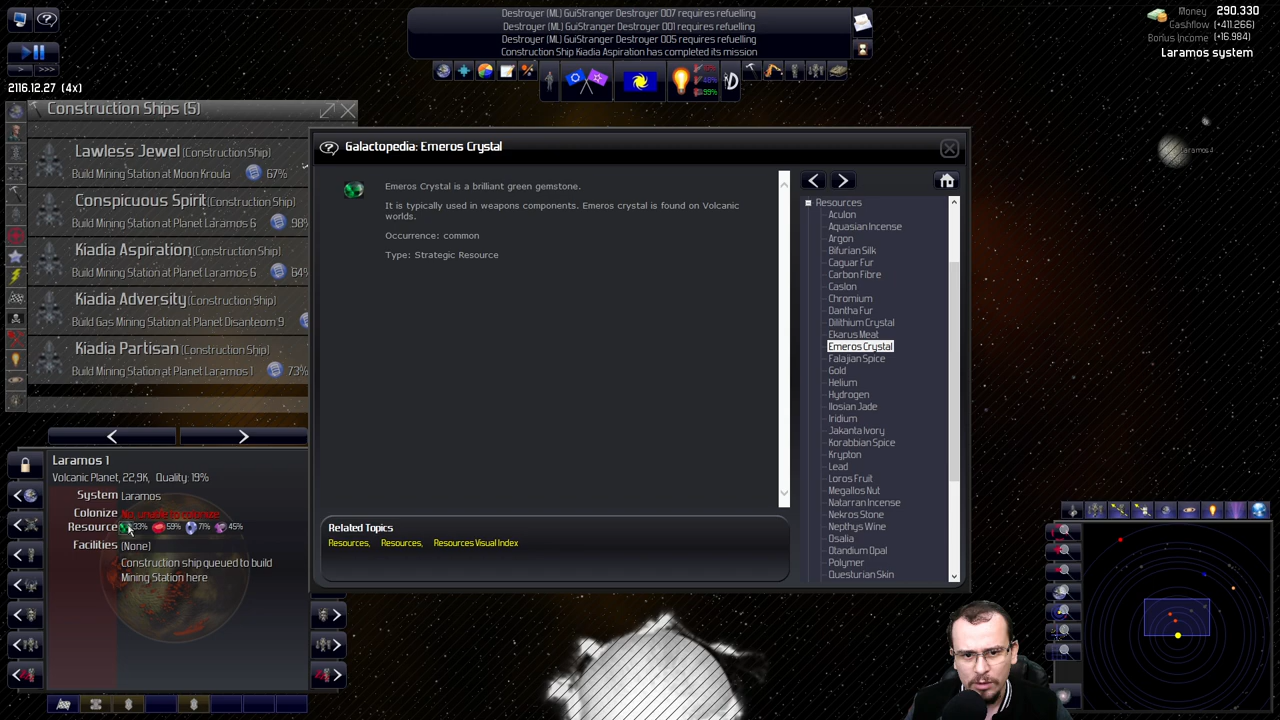 Destroyer (ML) GuiStranger Destroyer 007 requires refuelling
Destroyer (ML) GuiStranger Destroyer 001 requires refuelling
Destroyer (ML) GuiStranger Destroyer 005 requires refuelling
Construction Ship Kiadia Aspiration has completed its mission
Money 290.330
Cashflow (+411.266)
Bonus Income (+16.984)
Laramos system
2116.12.27 (4x)
Construction Ships (5)
Lawless Jewel (Construction Ship)
Build Mining Station at Moon Kroula 67%
Conspicuous Spirit (Construction Ship)
Build Mining Station at Planet Laramos 6 98%
Kiadia Aspiration (Construction Ship)
Build Mining Station at Planet Laramos 6 64%
Kiadia Adversity (Construction Ship)
Build Gas Mining Station at Planet Disanteom 9
Kiadia Partisan (Construction Ship)
Build Mining Station at Planet Laramos 1 73%
Galactopedia: Emeros Crystal
Emeros Crystal is a brilliant green gemstone.
It is typically used in weapons components. Emeros crystal is found on Volcanic
worlds.
Occurrence: common
Type: Strategic Resource
Related Topics
Resources, Resources, Resources Visual Index
Resources
Aculon
Aquasian Incense
Argon
Bifurian Silk
Caguar Fur
Carbon Fibre
Caslon
Chromium
Dantha Fur
Dilithium Crystal
Ekarus Meat
Emeros Crystal
Falajian Spice
Gold
Helium
Hydrogen
Ilosian Jade
Iridium
Jakanta Ivory
Korabbian Spice
Krypton
Lead
Loros Fruit
Megallos Nut
Natarran Incense
Nekros Stone
Nepthys Wine
Osalia
Otandium Opal
Polymer
Questurian Skin
Laramos 4
Laramos 1
Volcanic Planet, 22,9K, Quality: 19%
System Laramos
Colonize
Resource 33% 59% 71% 45%
Facilities (None)
Construction ship queued to build
Mining Station here